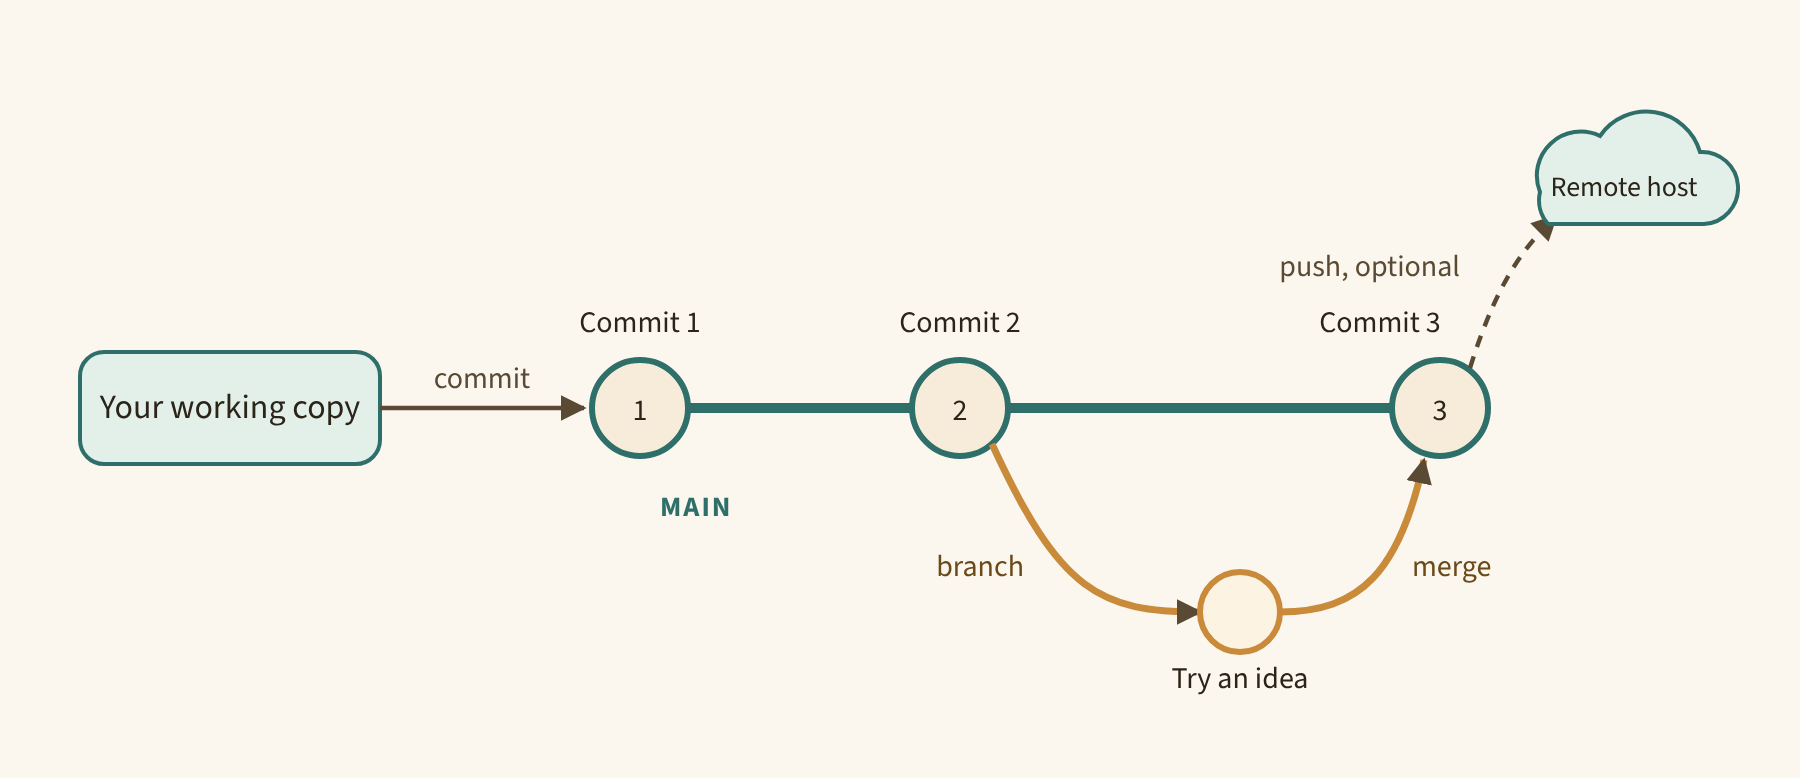 Remote host
push, optional
Commit 1
Commit 2
Commit 3
Your working copy
commit
1
2
3
MAIN
branch
merge
Try an idea